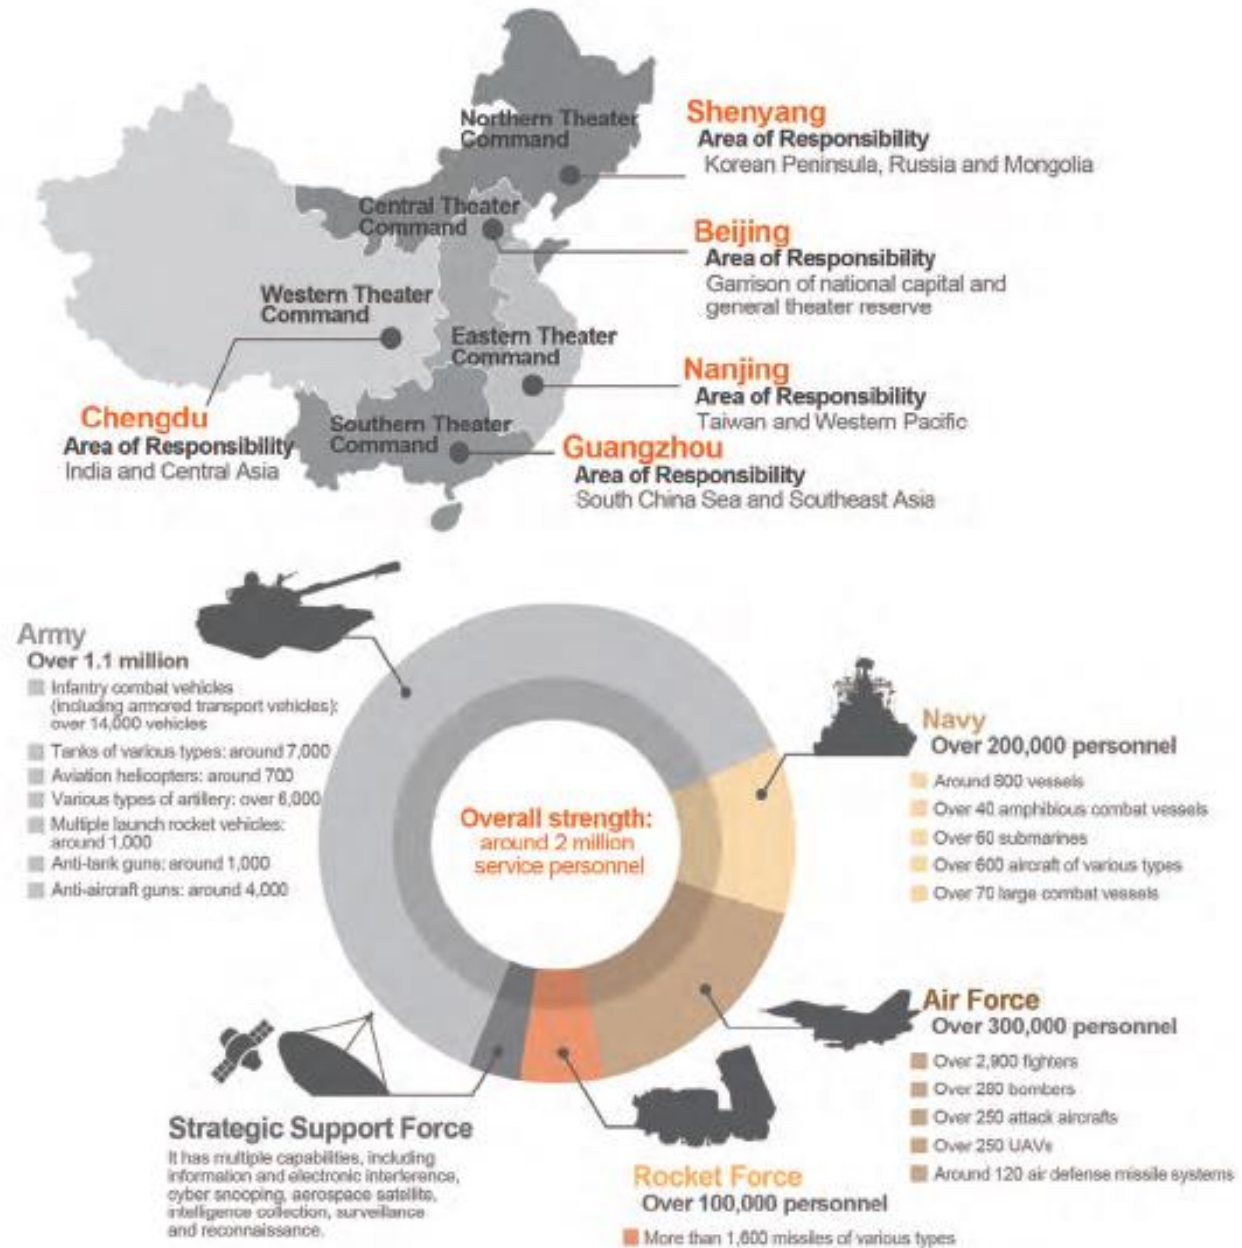 Northern Theater
Command
Shenyang
Area of Responsibility
Korean Peninsula, Russia and Mongolia
Central Theater
Command
Beijing
Area of Responsibility
Garrison of national capital and
general theater reserve
Western Theater
Command
Eastern Theater
Command
Nanjing
Area of Responsibility
Taiwan and Western Pacific
Chengdu
Area of Responsibility
India and Central Asia
Southern Theater
Command
Guangzhou
Area of Responsibility
South China Sea and Southeast Asia
Army
Over 1.1 million
Infantry combat vehicles
(including armored transport vehicles):
over 14,000 vehicles
Tanks of various types: around 7,000
Aviation helicopters: around 700
Various types of artillery: over 6,000
Multiple launch rocket vehicles:
around 1,000
Anti-tank guns: around 1,000
Anti-aircraft guns: around 4,000
Overall strength:
around 2 million
service personnel
Navy
Over 200,000 personnel
Around 800 vessels
Over 40 amphibious combat vessels
Over 60 submarines
Over 600 aircraft of various types
Over 70 large combat vessels
Air Force
Over 300,000 personnel
Over 2,900 fighters
Over 280 bombers
Over 250 attack aircrafts
Over 250 UAVs
Around 120 air defense missile systems
Strategic Support Force
It has multiple capabilities, including
information and electronic interference,
cyber snooping, aerospace satellite,
intelligence collection, surveillance
and reconnaissance.
Rocket Force
Over 100,000 personnel
More than 1,600 missiles of various types